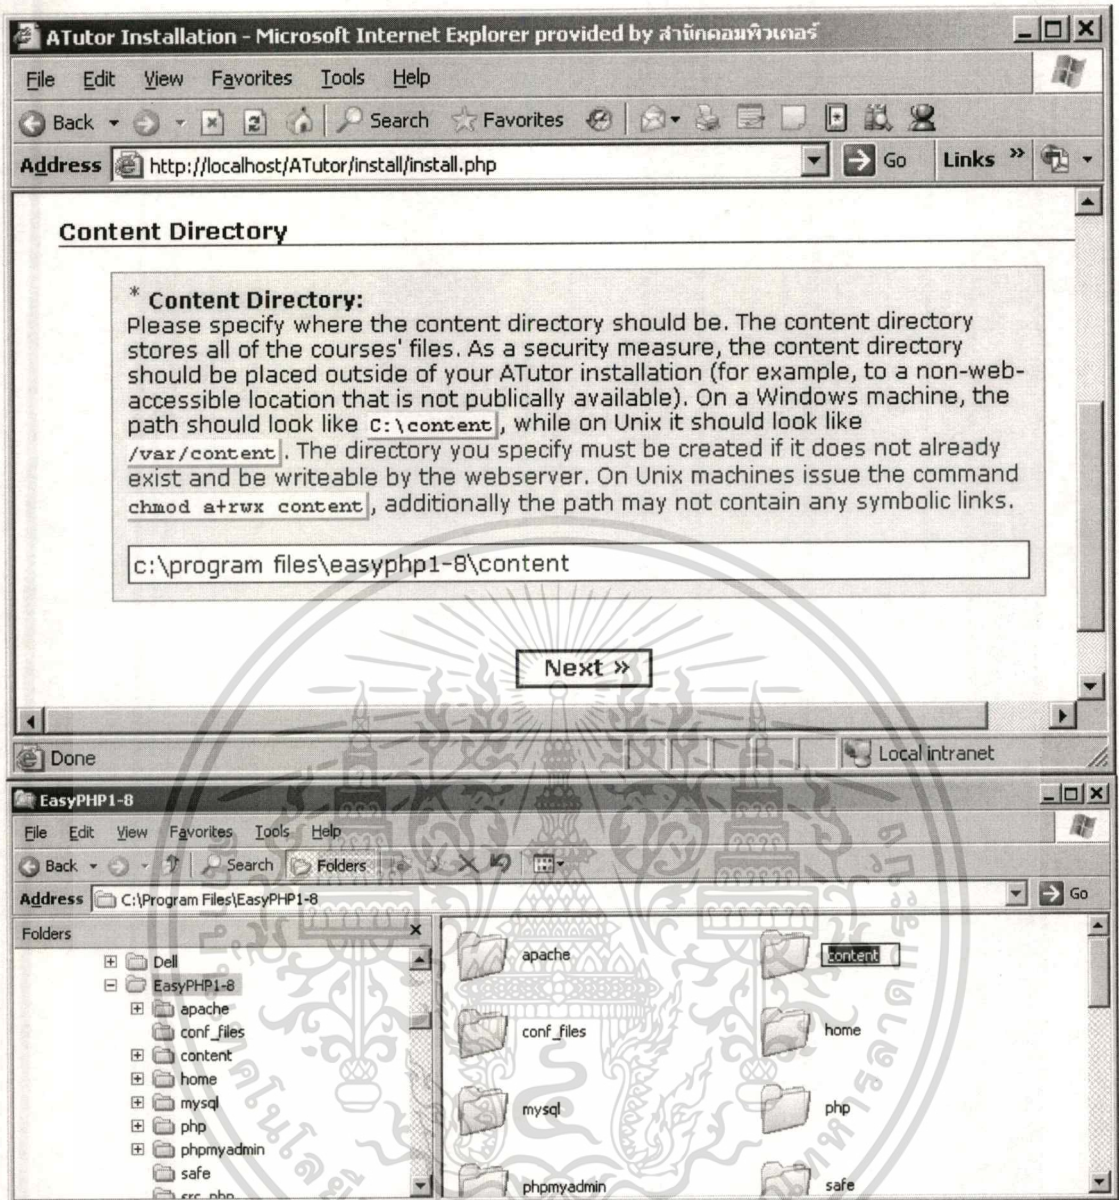 ATutor Installation - Microsoft Internet Explorer provided by สำนักคอมพิวเตอร์
File Edit View Favorites Tools Help
Back Search Favorites
Address http://localhost/ATutor/install/install.php Go Links »
Content Directory
* Content Directory:
Please specify where the content directory should be. The content directory
stores all of the courses' files. As a security measure, the content directory
should be placed outside of your ATutor installation (for example, to a non-web-
accessible location that is not publically available). On a Windows machine, the
path should look like C:\content, while on Unix it should look like
/var/content. The directory you specify must be created if it does not already
exist and be writeable by the webserver. On Unix machines issue the command
chmod a+rwx content, additionally the path may not contain any symbolic links.
c:\program files\easyphp1-8\content
Next »
Done Local intranet
EasyPHP1-8
File Edit View Favorites Tools Help
Back Search Folders
Address C:\Program Files\EasyPHP1-8 Go
Folders
Dell
EasyPHP1-8
apache
conf_files
content
home
mysql
php
phpmyadmin
safe
src_php
apache content
conf_files home
mysql php
phpmyadmin safe